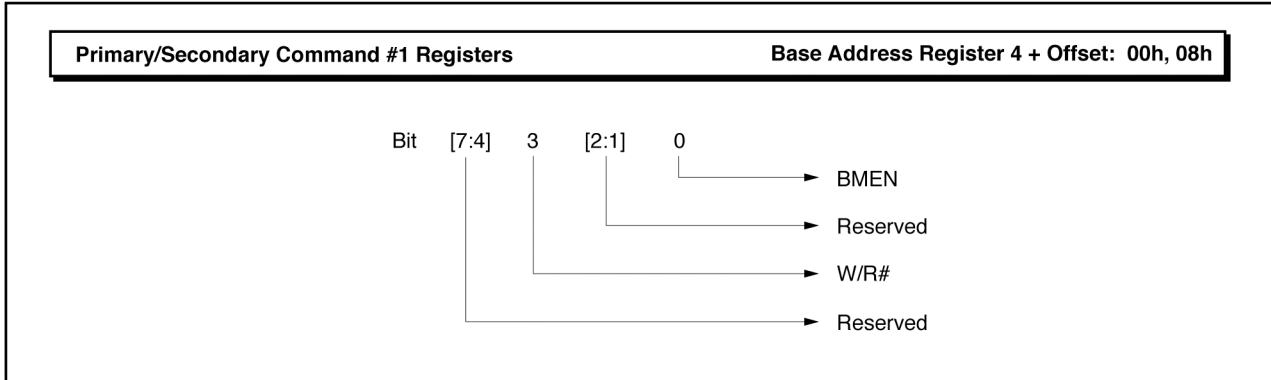 Primary/Secondary Command #1 Registers Base Address Register 4 + Offset: 00h, 08h
Bit [7:4] 3 [2:1] 0
BMEN
Reserved
W/R#
Reserved